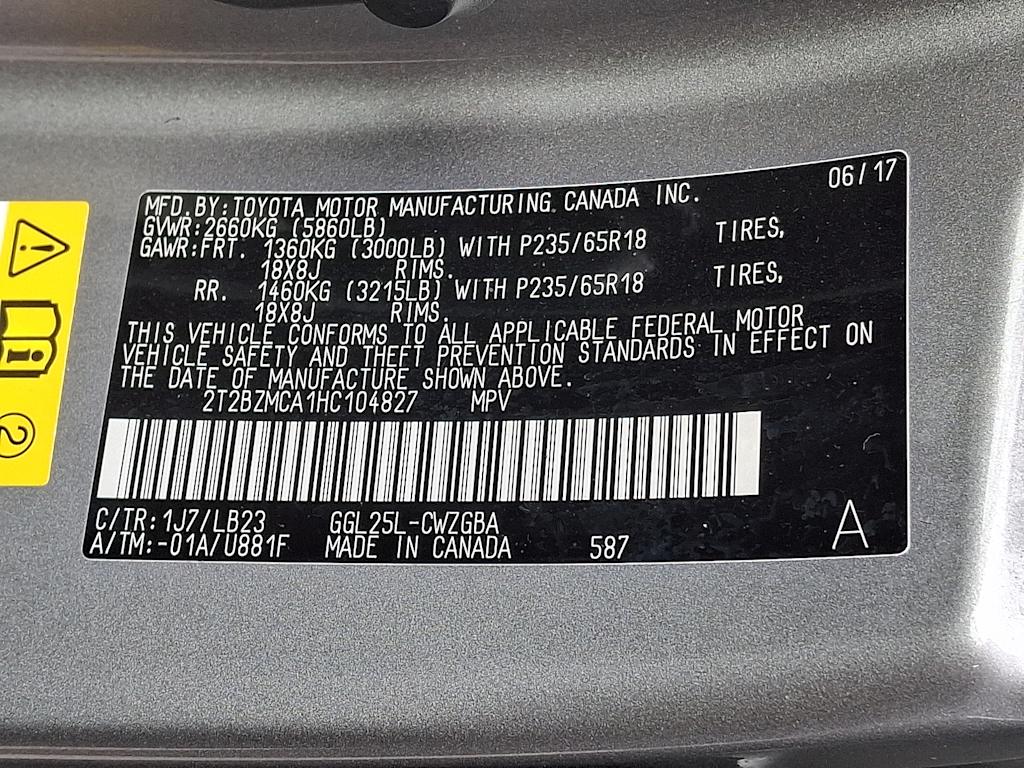 06/17
MFD.BY:TOYOTA MOTOR MANUFACTURING CANADA INC.
GVWR:2660KG (5860LB)
GAWR:FRT. 1360KG (3000LB) WITH P235/65R18 TIRES,
18X8J RIMS.
RR. 1460KG (3215LB) WITH P235/65R18 TIRES,
18X8J RIMS.
THIS VEHICLE CONFORMS TO ALL APPLICABLE FEDERAL MOTOR
VEHICLE SAFETY AND THEFT PREVENTION STANDARDS IN EFFECT ON
THE DATE OF MANUFACTURE SHOWN ABOVE.
2T2BZMCA1HC104827 MPV
C/TR:1J7/LB23 GGL25L-CWZGBA
A/TM:-01A/U881F MADE IN CANADA 587
A
2